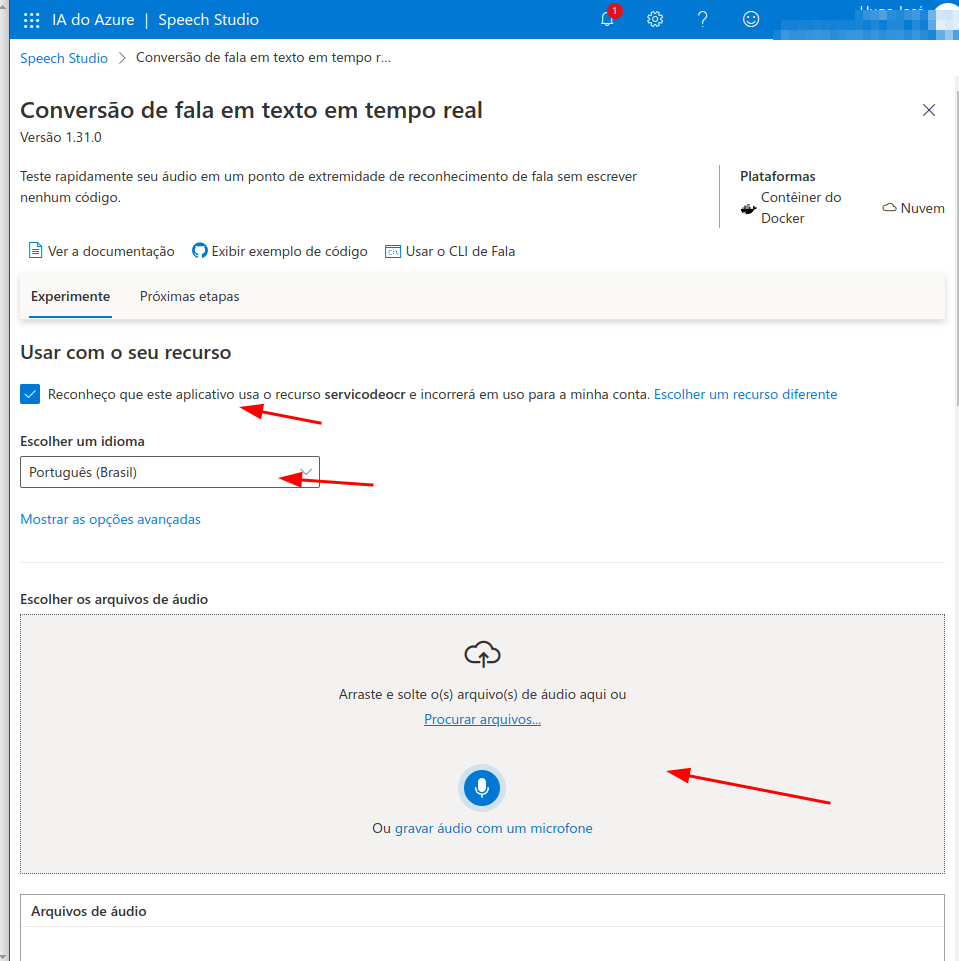 IA do Azure | Speech Studio
1
Speech Studio > Conversão de fala em texto em tempo r...
Conversão de fala em texto em tempo real
Versão 1.31.0
Teste rapidamente seu áudio em um ponto de extremidade de reconhecimento de fala sem escrever
nenhum código.
Plataformas
Contêiner do
Docker
Nuvem
Ver a documentação
Exibir exemplo de código
Usar o CLI de Fala
Experimente
Próximas etapas
Usar com o seu recurso
Reconheço que este aplicativo usa o recurso servicodeocr e incorrerá em uso para a minha conta. Escolher um recurso diferente
Escolher um idioma
Português (Brasil)
Mostrar as opções avançadas
Escolher os arquivos de áudio
Arraste e solte o(s) arquivo(s) de áudio aqui ou
Procurar arquivos...
Ou gravar áudio com um microfone
Arquivos de áudio